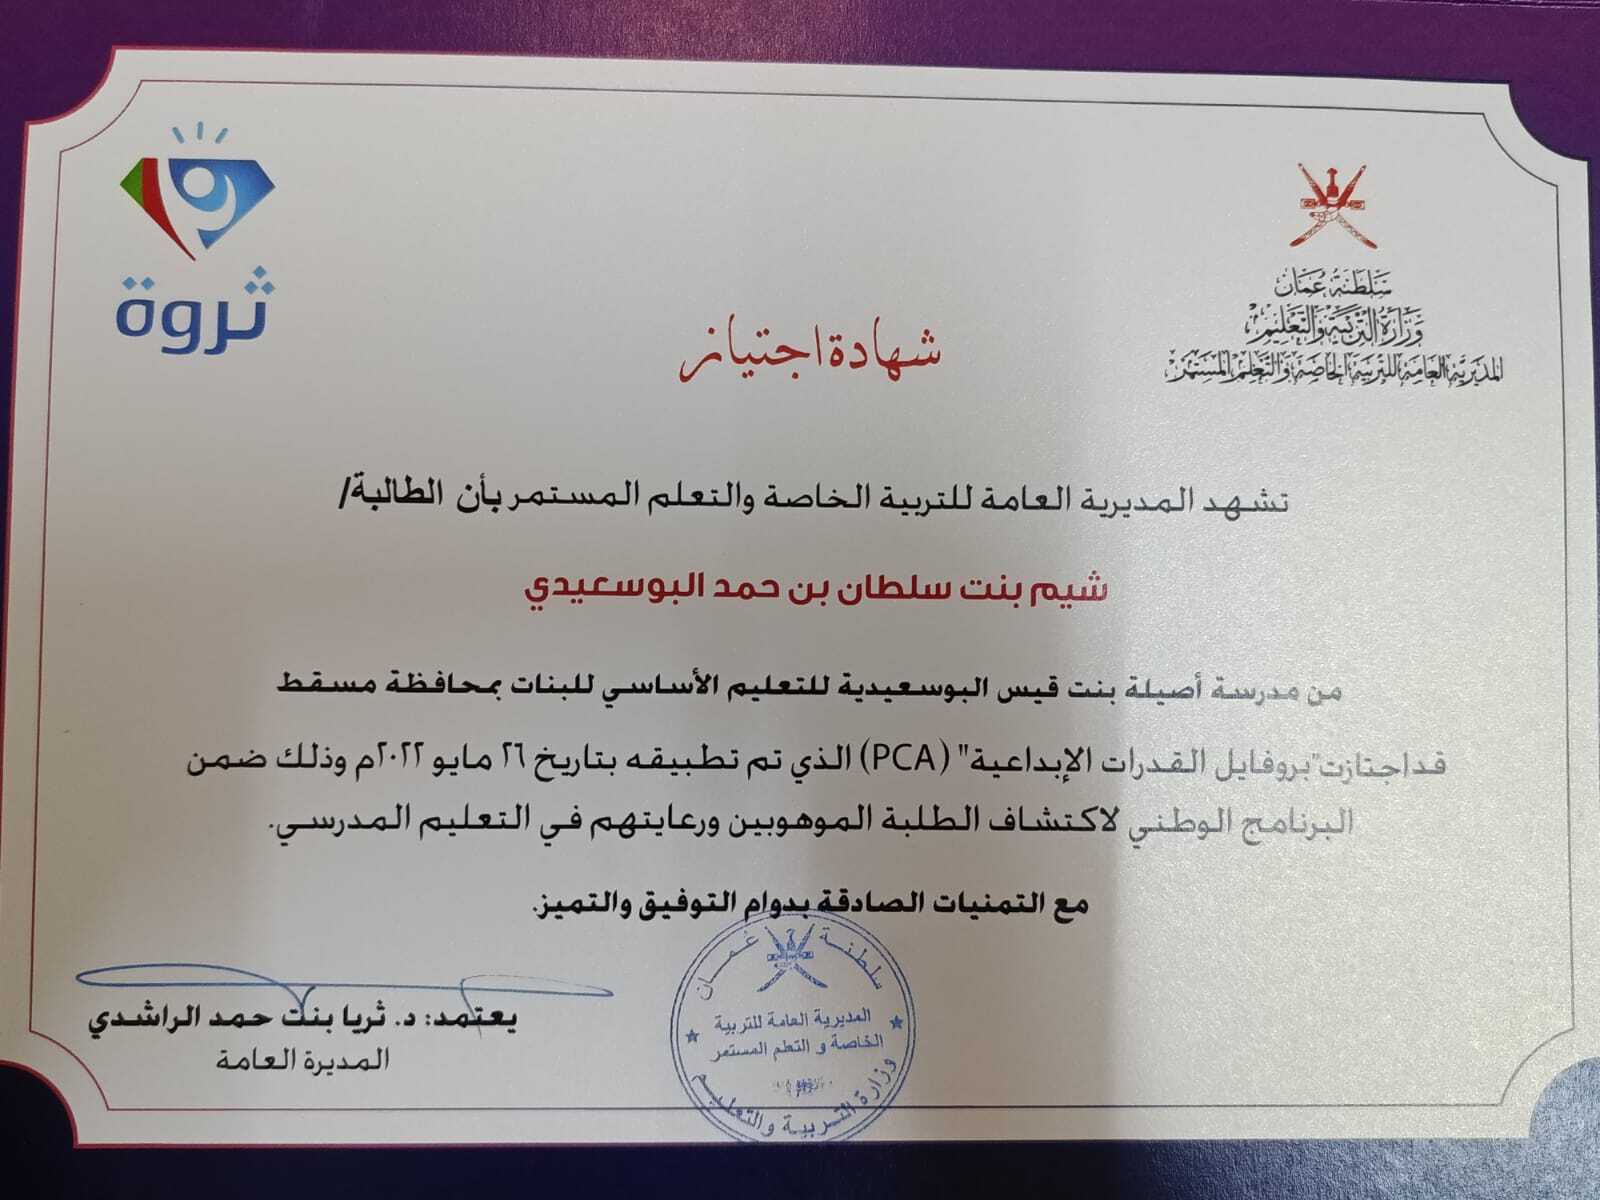 ثروة
سلطنة عمان
وزارة التربية والتعليم
المديرية العامة للتربية الخاصة والتعلم المستمر
شهادة اجتياز
تشهد المديرية العامة للتربية الخاصة والتعلم المستمر بأن الطالبة/
شيم بنت سلطان بن حمد البوسعيدي
من مدرسة أصيلة بنت قيس البوسعيدية للتعليم الأساسي للبنات بمحافظة مسقط
قد اجتازت "بروفايل القدرات الإبداعية" (PCA) الذي تم تطبيقه بتاريخ ٢٦ مايو ٢٠٢٢م وذلك ضمن
البرنامج الوطني لاكتشاف الطلبة الموهوبين ورعايتهم في التعليم المدرسي.
مع التمنيات الصادقة بدوام التوفيق والتميز.
يعتمد: د. ثريا بنت حمد الراشدي
المديرة العامة
سلطنة عمان
المديرية العامة للتربية
الخاصة و التعلم المستمر
وزارة التربية والتعليم